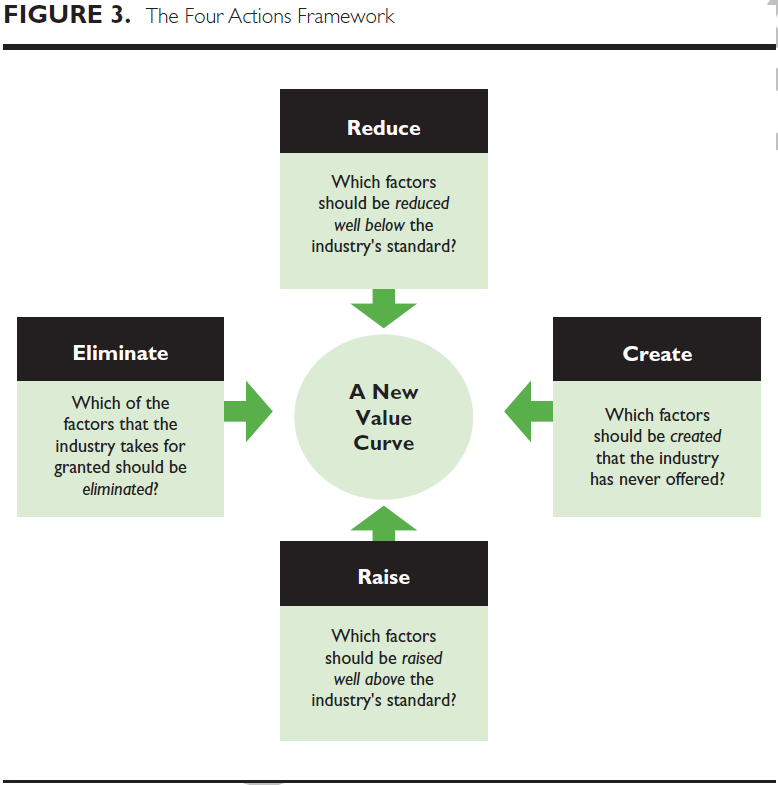 FIGURE 3. The Four Actions Framework
Reduce
Which factors
should be reduced
well below the
industry's standard?
Eliminate
Which of the
factors that the
industry takes for
granted should be
eliminated?
A New
Value
Curve
Create
Which factors
should be created
that the industry
has never offered?
Raise
Which factors
should be raised
well above the
industry's standard?